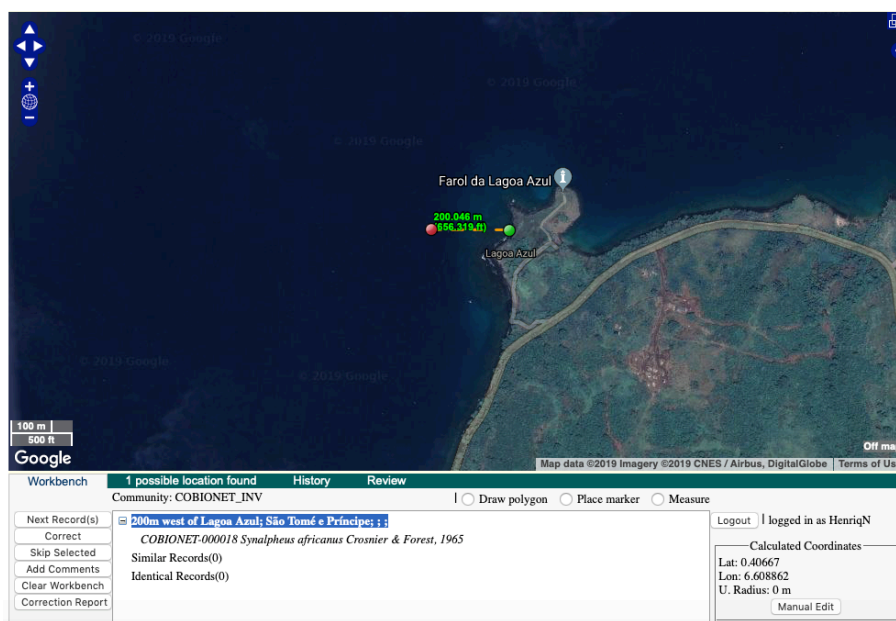 © 2019 Google
© 2019 Google
© 2019 Google
Farol da Lagoa Azul
200.046 m
(656.319 ft)
Lagoa Azul
© 2019 Google
© 2019 Google
100 m
500 ft
Google
Off ma
Map data ©2019 Imagery ©2019 CNES / Airbus, DigitalGlobe Terms of Us
Workbench 1 possible location found History Review
Community: COBIONET_INV Draw polygon Place marker Measure
Next Record(s)
Correct
Skip Selected
Add Comments
Clear Workbench
Correction Report
200m west of Lagoa Azul; São Tomé e Príncipe; ; ;
COBIONET-000018 Synalpheus africanus Crosnier & Forest, 1965
Similar Records(0)
Identical Records(0)
Logout | logged in as HenriqN
Calculated Coordinates
Lat: 0.40667
Lon: 6.608862
U. Radius: 0 m
Manual Edit